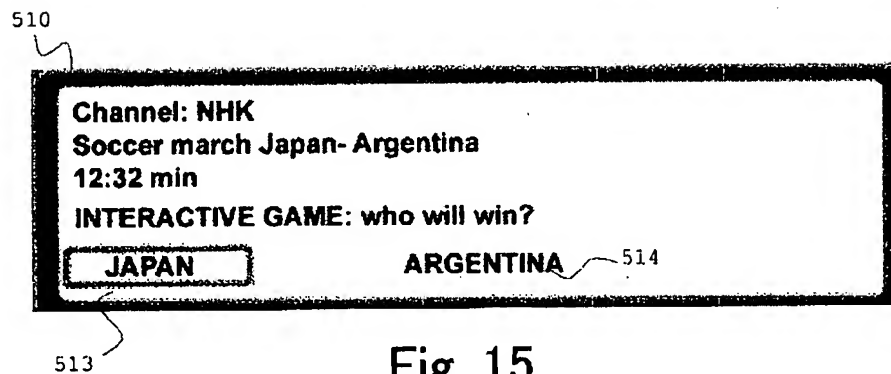 510
Channel: NHK
Soccer march Japan- Argentina
12:32 min
INTERACTIVE GAME: who will win?
JAPAN ARGENTINA 514
513
Fig. 15